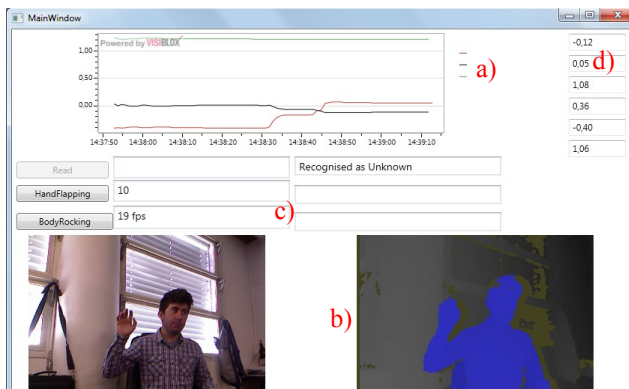 MainWindow
Powered by VISIBLOX
1,00
0,50
0,00
14:37:50 14:38:00 14:38:10 14:38:20 14:38:30 14:38:40 14:38:50 14:39:00 14:39:10
a)
-0,12
d)
0,05
1,08
0,36
-0,40
1,06
Read
Recognised as Unknown
HandFlapping
10
BodyRocking
19 fps
c)
b)